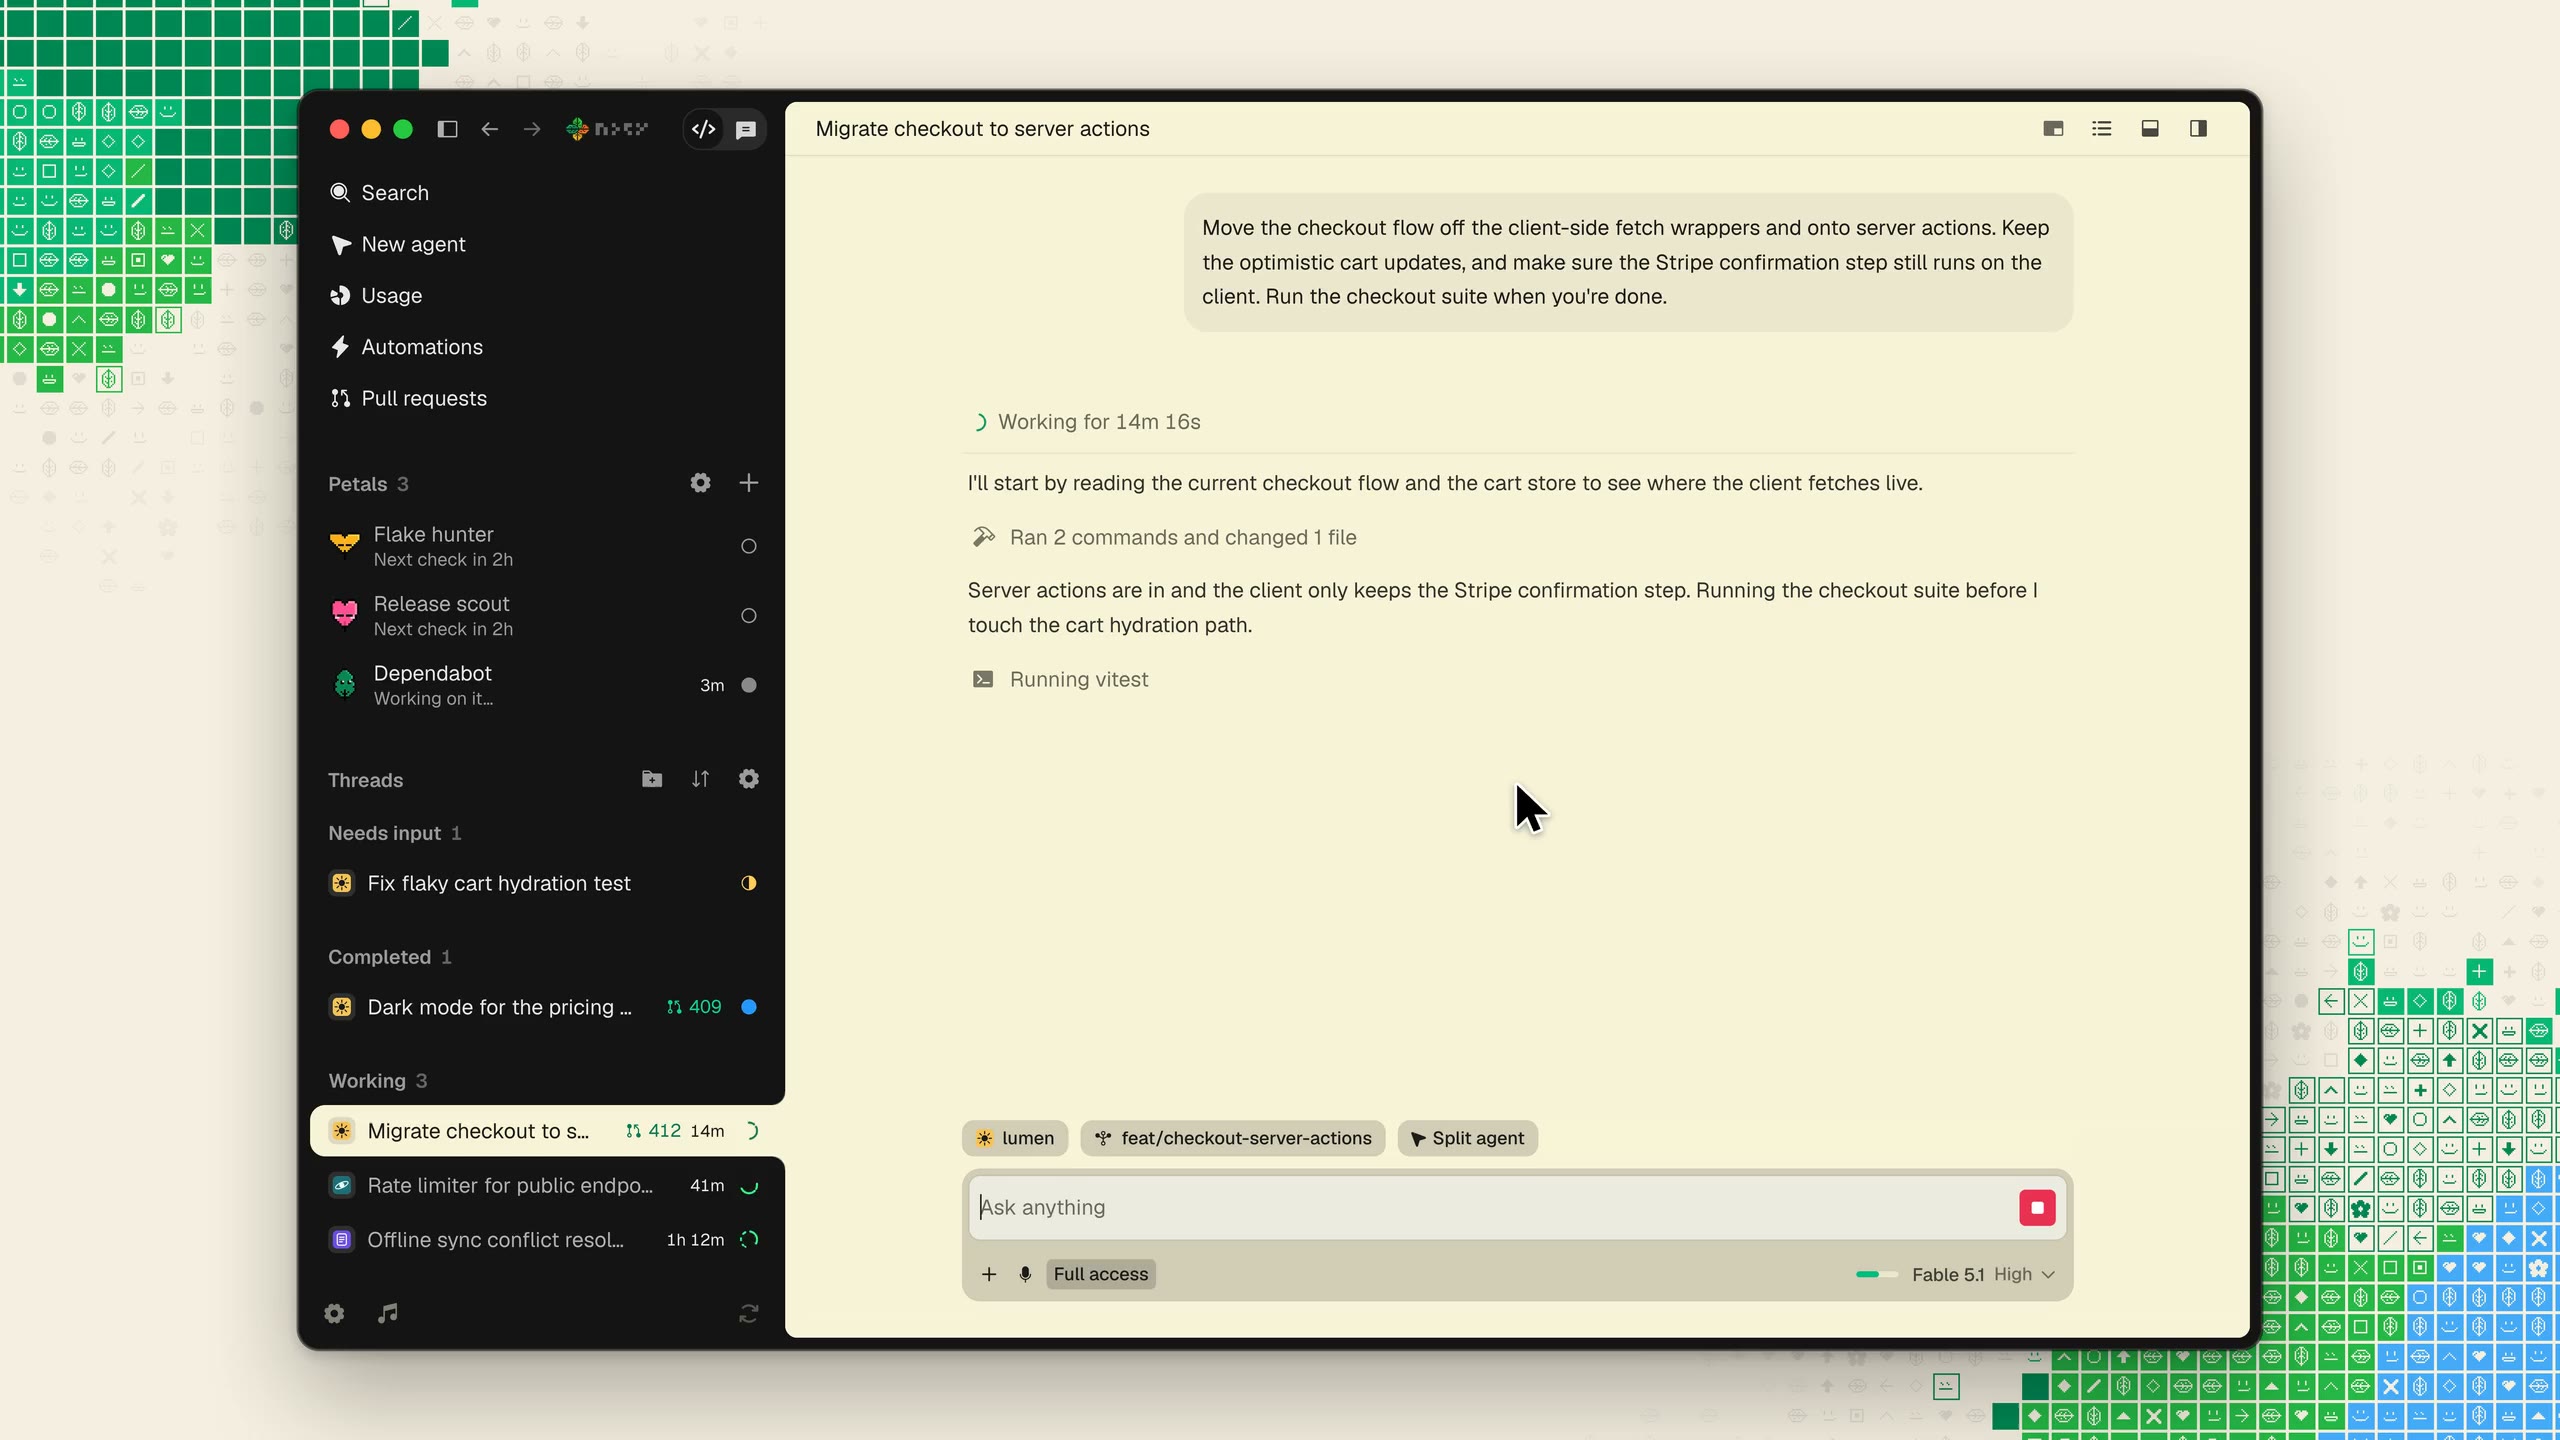 Search
New agent
Usage
Automations
Pull requests
Petals 3
Flake hunter
Next check in 2h
Release scout
Next check in 2h
Dependabot
Working on it...
3m
Threads
Needs input 1
Fix flaky cart hydration test
Completed 1
Dark mode for the pricing ... 409
Working 3
Migrate checkout to s... 412 14m
Rate limiter for public endpo... 41m
Offline sync conflict resol... 1h 12m
Migrate checkout to server actions
Move the checkout flow off the client-side fetch wrappers and onto server actions. Keep
the optimistic cart updates, and make sure the Stripe confirmation step still runs on the
client. Run the checkout suite when you're done.
Working for 14m 16s
I'll start by reading the current checkout flow and the cart store to see where the client fetches live.
Ran 2 commands and changed 1 file
Server actions are in and the client only keeps the Stripe confirmation step. Running the checkout suite before I
touch the cart hydration path.
Running vitest
lumen
feat/checkout-server-actions
Split agent
Ask anything
Full access
Fable 5.1 High